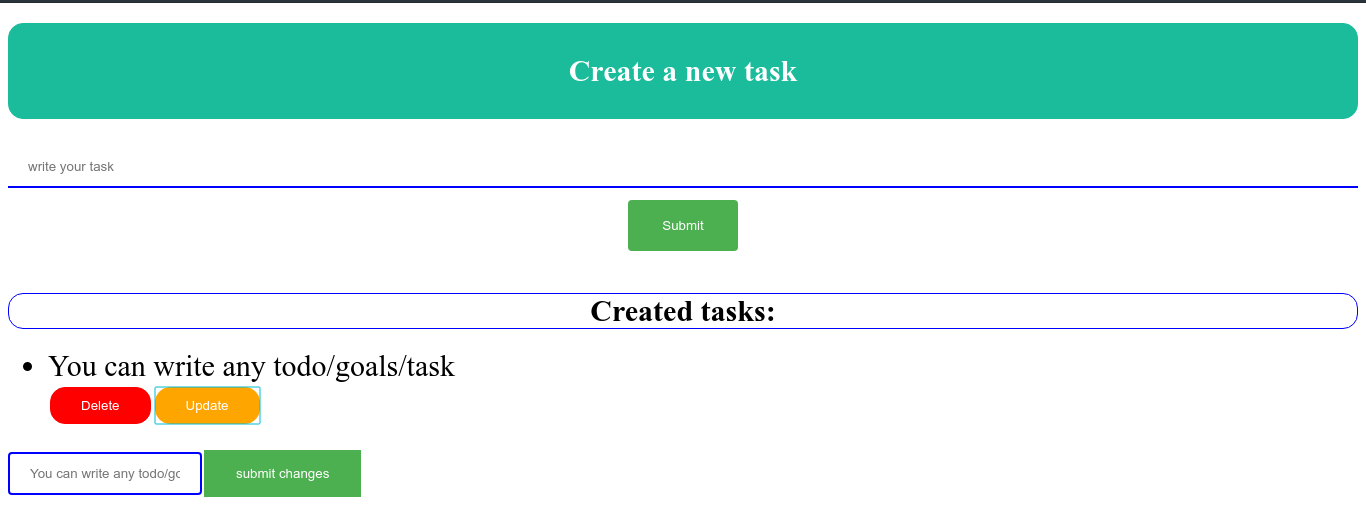 Create a new task
write your task
Submit
Created tasks:
You can write any todo/goals/task
Delete Update
You can write any todo/gc submit changes